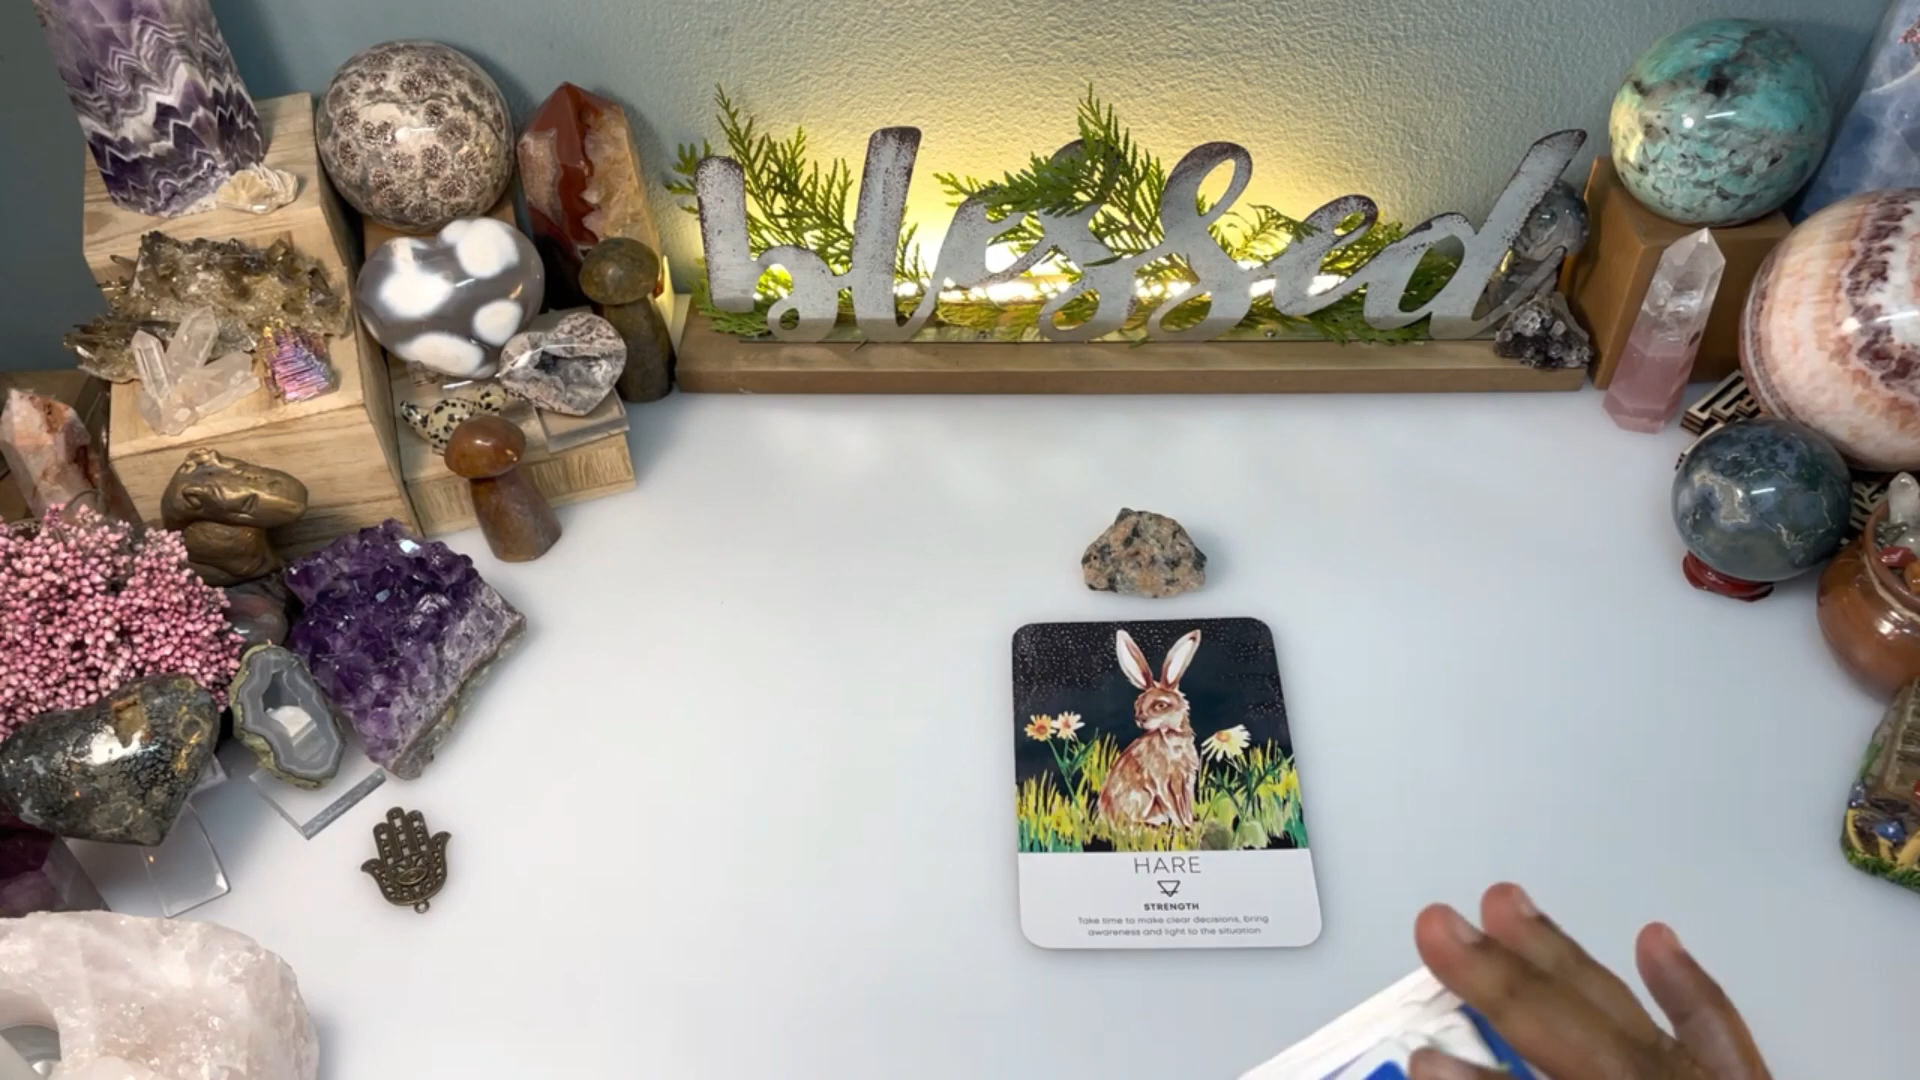 blessed
HARE
STRENGTH
Take time to make clear decisions, bring
awareness and light to the situation